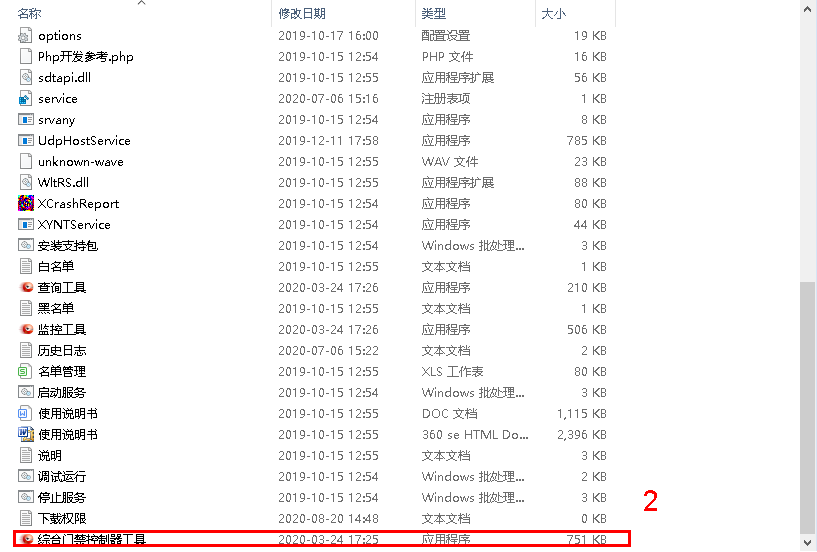 名称 修改日期 类型 大小
options 2019-10-17 16:00 配置设置 19 KB
Php开发参考.php 2019-10-15 12:54 PHP 文件 16 KB
sdtapi.dll 2019-10-15 12:55 应用程序扩展 56 KB
service 2020-07-06 15:16 注册表项 1 KB
srvany 2019-10-15 12:54 应用程序 8 KB
UdpHostService 2019-12-11 17:58 应用程序 785 KB
unknown-wave 2019-10-15 12:55 WAV 文件 23 KB
WltRS.dll 2019-10-15 12:55 应用程序扩展 88 KB
XCrashReport 2019-10-15 12:54 应用程序 80 KB
XYNTService 2019-10-15 12:54 应用程序 44 KB
安装支持包 2019-10-15 12:54 Windows 批处理... 3 KB
白名单 2019-10-15 12:55 文本文档 1 KB
查询工具 2020-03-24 17:26 应用程序 210 KB
黑名单 2019-10-15 12:55 文本文档 1 KB
监控工具 2020-03-24 17:26 应用程序 506 KB
历史日志 2020-07-06 15:22 文本文档 2 KB
名单管理 2019-10-15 12:55 XLS 工作表 80 KB
启动服务 2019-10-15 12:54 Windows 批处理... 3 KB
使用说明书 2019-10-15 12:55 DOC 文档 1,115 KB
使用说明书 2019-10-15 12:55 360 se HTML Do... 2,396 KB
说明 2019-10-15 12:55 文本文档 3 KB
调试运行 2019-10-15 12:54 Windows 批处理... 2 KB
停止服务 2019-10-15 12:54 Windows 批处理... 3 KB
2
下载权限 2020-08-20 14:48 文本文档 0 KB
综合门禁控制器工具 2020-03-24 17:25 应用程序 751 KB